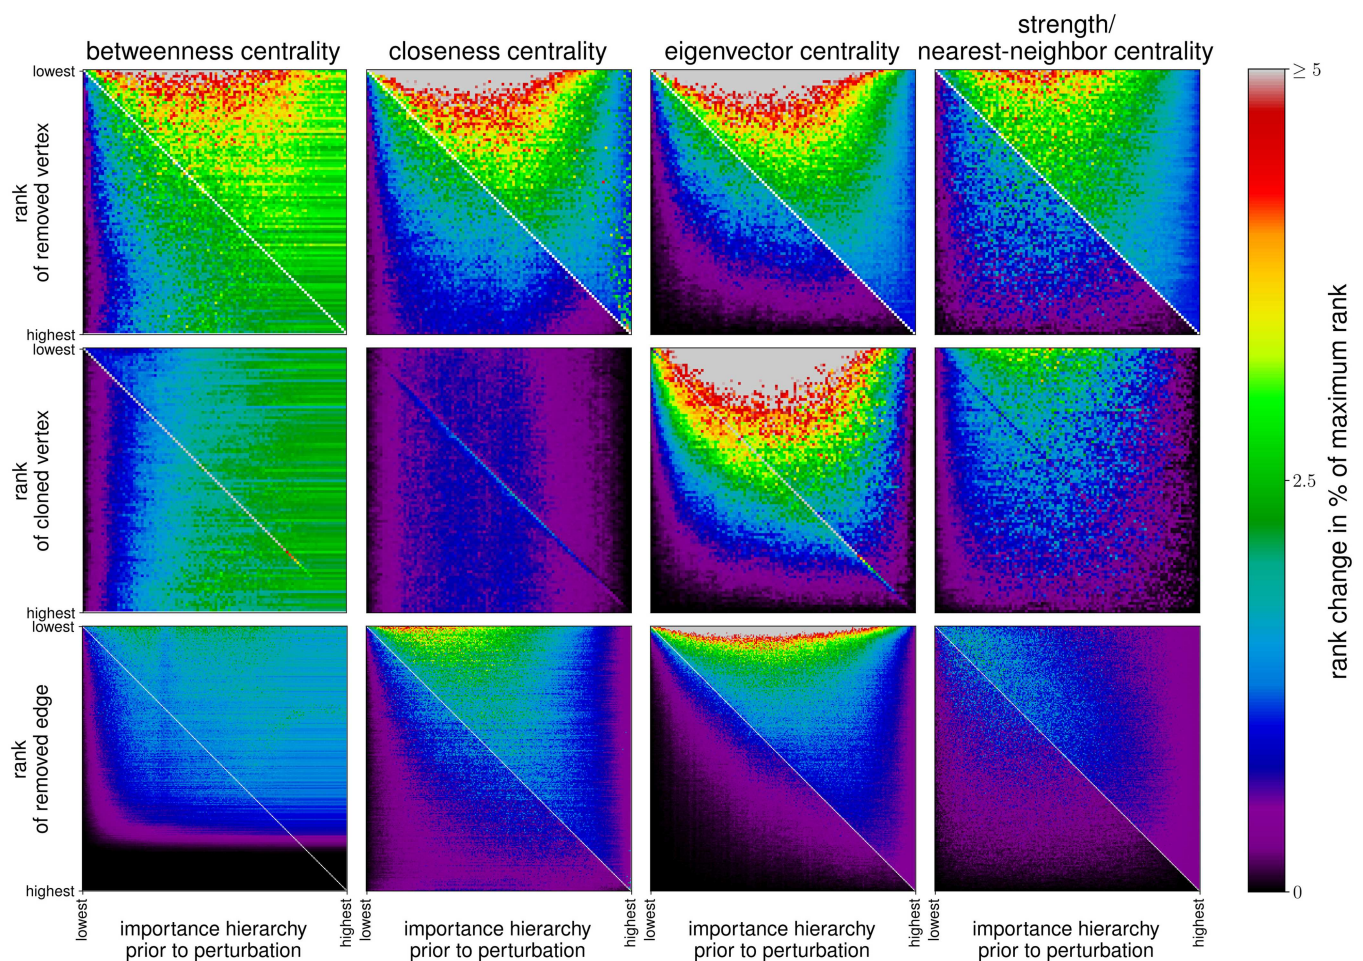 strength/
betweenness centrality closeness centrality eigenvector centrality nearest-neighbor centrality
lowest
≥ 5
rank
of removed vertex
highest
lowest
rank
of cloned vertex
2.5
rank change in % of maximum rank
highest
lowest
rank
of removed edge
highest
0
lowest highest lowest highest lowest highest lowest highest
importance hierarchy importance hierarchy importance hierarchy importance hierarchy
prior to perturbation prior to perturbation prior to perturbation prior to perturbation